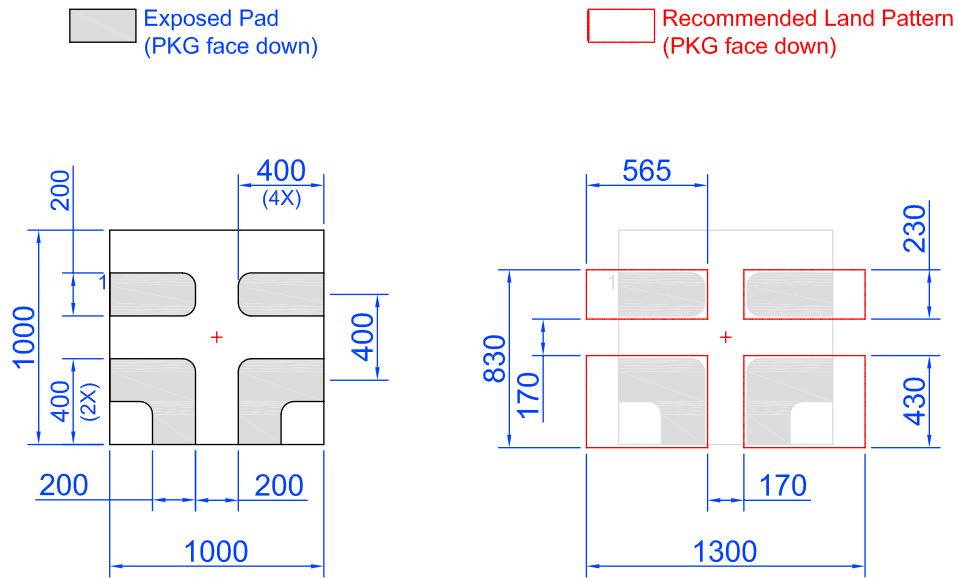 Exposed Pad
(PKG face down)
Recommended Land Pattern
(PKG face down)
400
(4X)
200
1
1000
400
400
(2X)
200
200
1000
565
230
1
830
170
430
170
1300